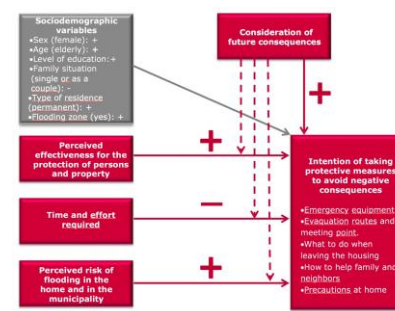 Sociodemographic
variables
•Sex (female): +
•Age (elderly): +
•Level of education:+
•Family situation
(single or as a
couple): -
•Type of residence
(permanent): +
•Flooding zone (yes): +
Consideration of
future consequences
+
Perceived
effectiveness for the
protection of persons
and property
+
Time and effort
required
−
Perceived risk of
flooding in the
home and in the
municipality
+
Intention of taking
protective measures
to avoid negative
consequences
•Emergency equipment
•Evaquation routes and
meeting point.
•What to do when
leaving the housing
•How to help family and
neighbors
•Precautions at home